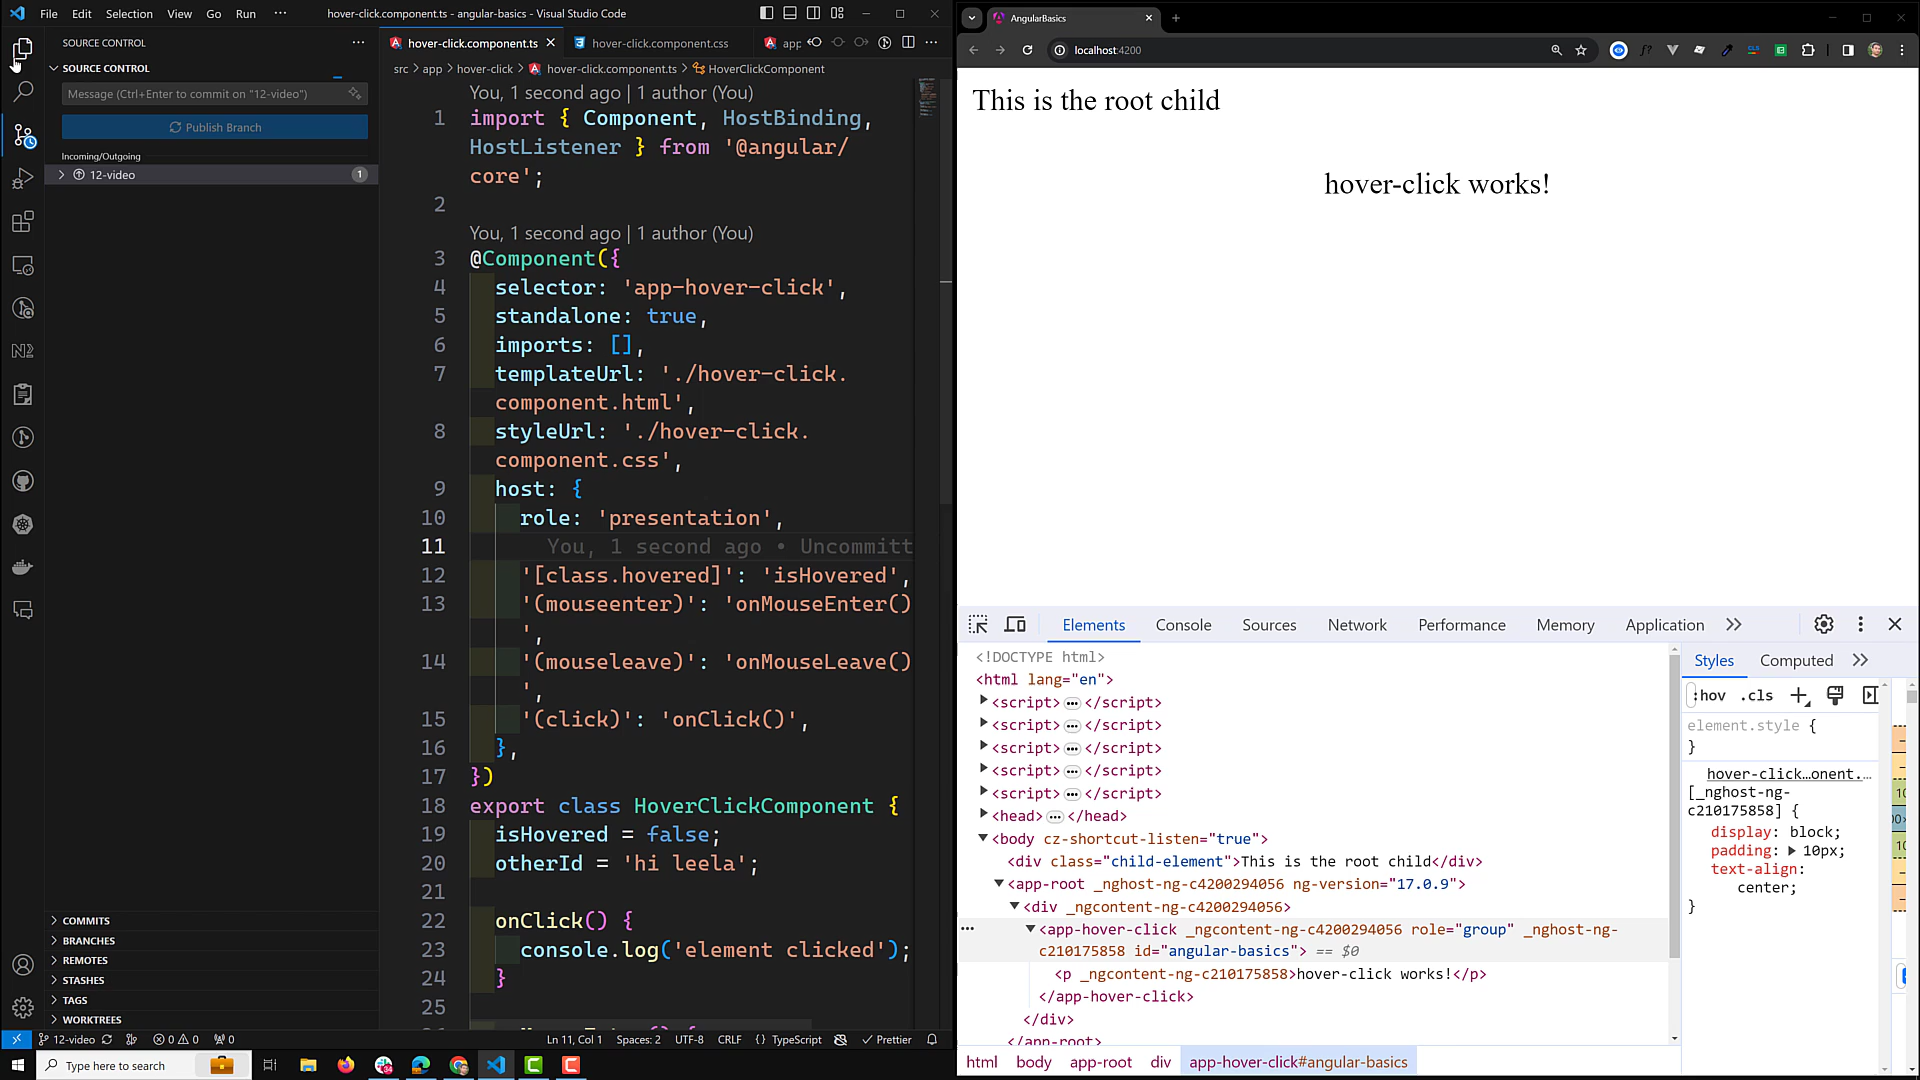 File Edit Selection View Go Run ··· hover-click.component.ts - angular-basics - Visual Studio Code
SOURCE CONTROL
SOURCE CONTROL
Message (Ctrl+Enter to commit on "12-video")
Publish Branch
Incoming/Outgoing
12-video 1
COMMITS
BRANCHES
REMOTES
STASHES
TAGS
WORKTREES
hover-click.component.ts hover-click.component.css app
src > app > hover-click > hover-click.component.ts > HoverClickComponent
You, 1 second ago | 1 author (You)
1 import { Component, HostBinding,
HostListener } from '@angular/
core';
2
You, 1 second ago | 1 author (You)
3 @Component({
4 selector: 'app-hover-click',
5 standalone: true,
6 imports: [],
7 templateUrl: './hover-click.
component.html',
8 styleUrl: './hover-click.
component.css',
9 host: {
10 role: 'presentation',
11 You, 1 second ago • Uncommitt
12 '[class.hovered]': 'isHovered',
13 '(mouseenter)': 'onMouseEnter()
',
14 '(mouseleave)': 'onMouseLeave()
',
15 '(click)': 'onClick()',
16 },
17 })
18 export class HoverClickComponent {
19 isHovered = false;
20 otherId = 'hi leela';
21
22 onClick() {
23 console.log('element clicked');
24 }
25
12-video 0 0 0 Ln 11, Col 1 Spaces: 2 UTF-8 CRLF {} TypeScript Prettier
Type here to search
AngularBasics
localhost:4200
This is the root child
hover-click works!
Elements Console Sources Network Performance Memory Application
<!DOCTYPE html>
<html lang="en">
<script> ··· </script>
<script> ··· </script>
<script> ··· </script>
<script> ··· </script>
<script> ··· </script>
<head> ··· </head>
<body cz-shortcut-listen="true">
<div class="child-element">This is the root child</div>
<app-root _nghost-ng-c4200294056 ng-version="17.0.9">
<div _ngcontent-ng-c4200294056>
··· <app-hover-click _ngcontent-ng-c4200294056 role="group" _nghost-ng-
c210175858 id="angular-basics"> == $0
<p _ngcontent-ng-c210175858>hover-click works!</p>
</app-hover-click>
</div>
</app-root>
html body app-root div app-hover-click#angular-basics
Styles Computed
:hov .cls
element.style {
}
hover-click…onent.…
[_nghost-ng-
c210175858] {
display: block;
padding: 10px;
text-align:
center;
}